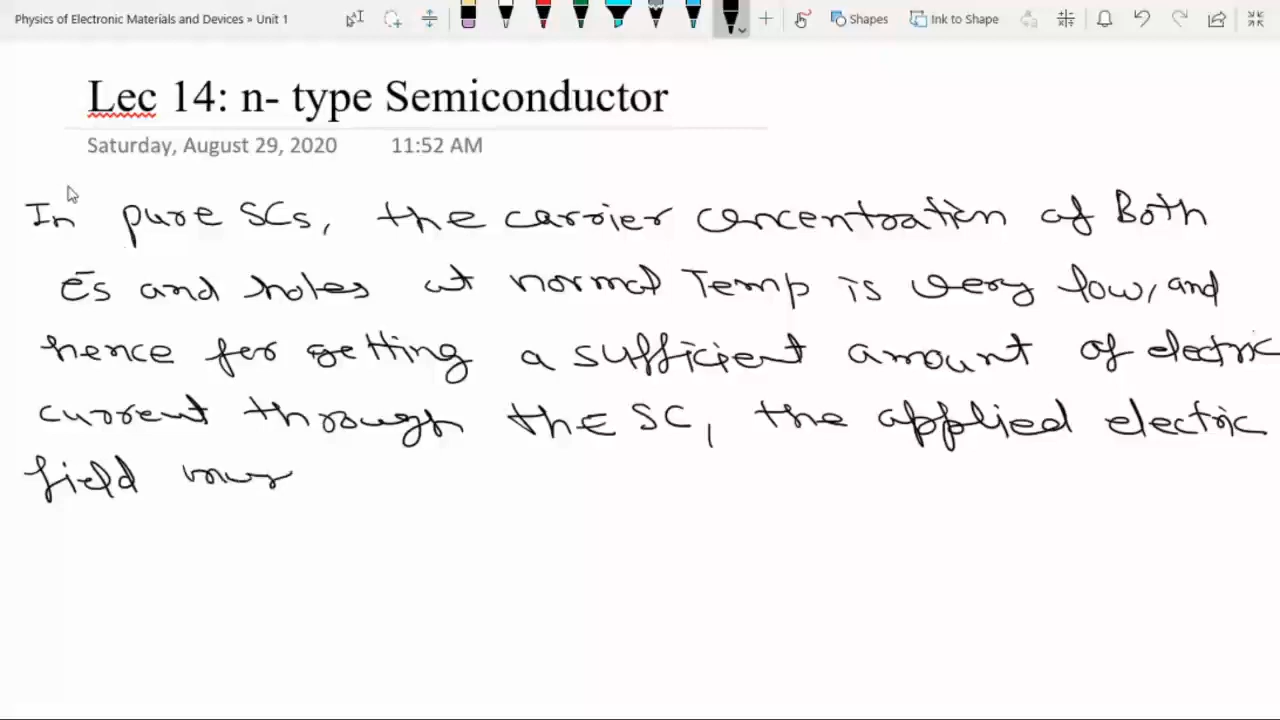 Physics of Electronic Materials and Devices » Unit 1
Shapes
Ink to Shape
Lec 14: n- type Semiconductor
Saturday, August 29, 2020 11:52 AM
In pure SCs, the carrier concentration of Both
ēs and holes at normal Temp is very low, and
hence for getting a sufficient amount of electric
current through the SC, the applied electric
field mus